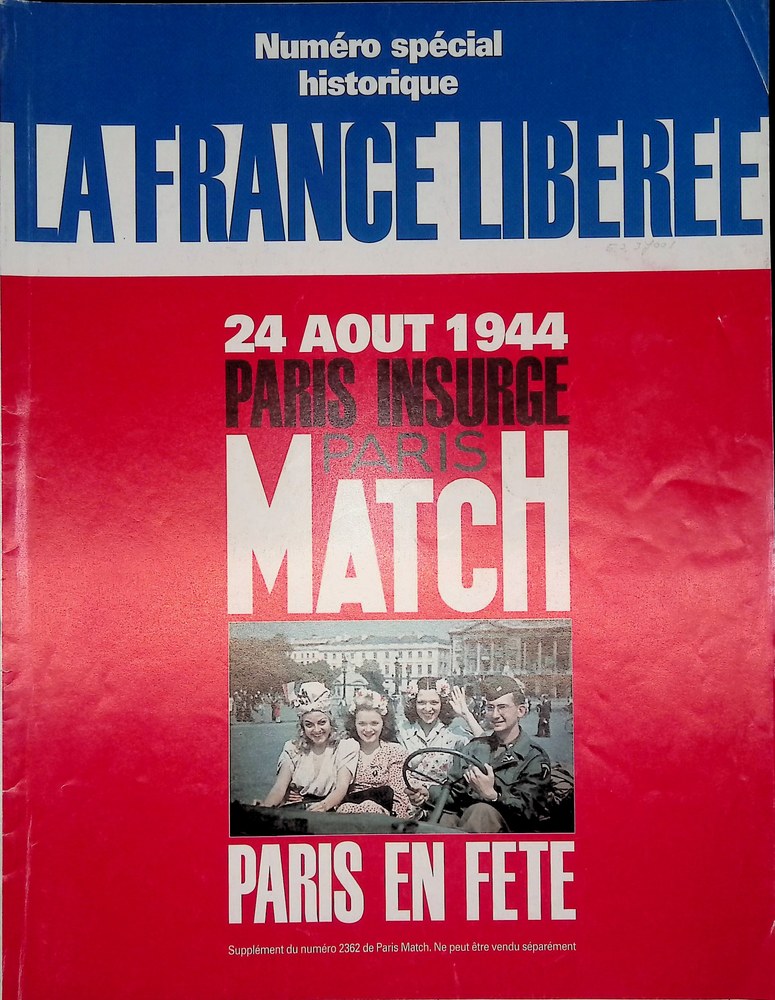 Numéro spécial
historique
LA FRANCE LIBEREE
24 AOUT 1944
PARIS INSURGE
PARIS
MATCH
PARIS EN FETE
Supplément du numéro 2362 de Paris Match. Ne peut être vendu séparément